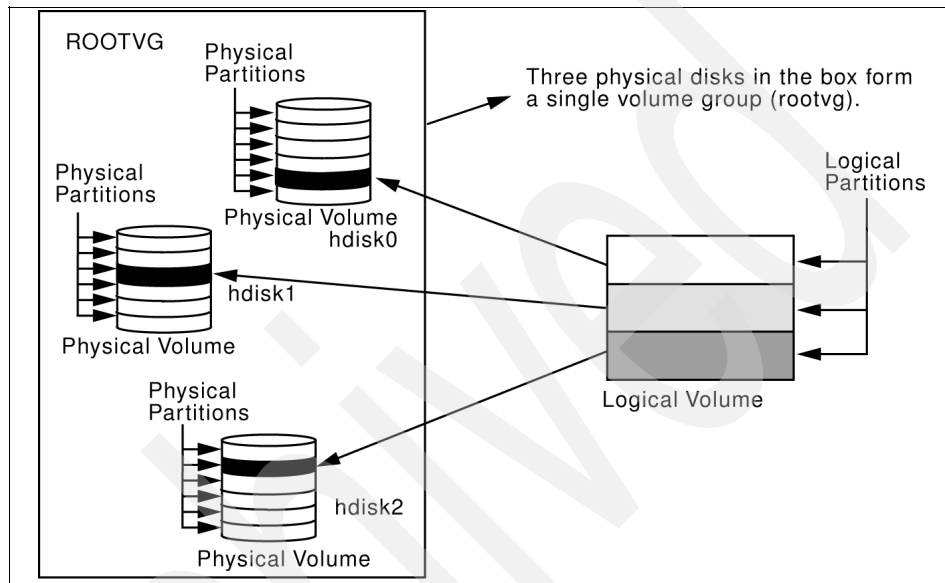 ROOTVG
Physical
Partitions
Three physical disks in the box form
a single volume group (rootvg).
Physical
Partitions
Logical
Partitions
Physical Volume
hdisk0
hdisk1
Physical Volume
Physical
Partitions
Logical Volume
hdisk2
Physical Volume